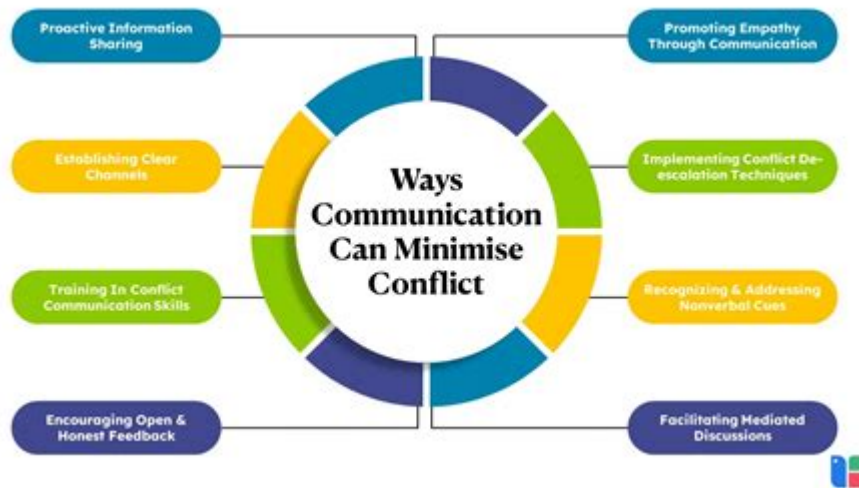 Proactive Information
Sharing
Promoting Empathy
Through Communication
Establishing Clear
Channels
Implementing Conflict De-
escalation Techniques
Ways
Communication
Can Minimise
Conflict
Training In Conflict
Communication Skills
Recognizing & Addressing
Nonverbal Cues
Encouraging Open &
Honest Feedback
Facilitating Mediated
Discussions